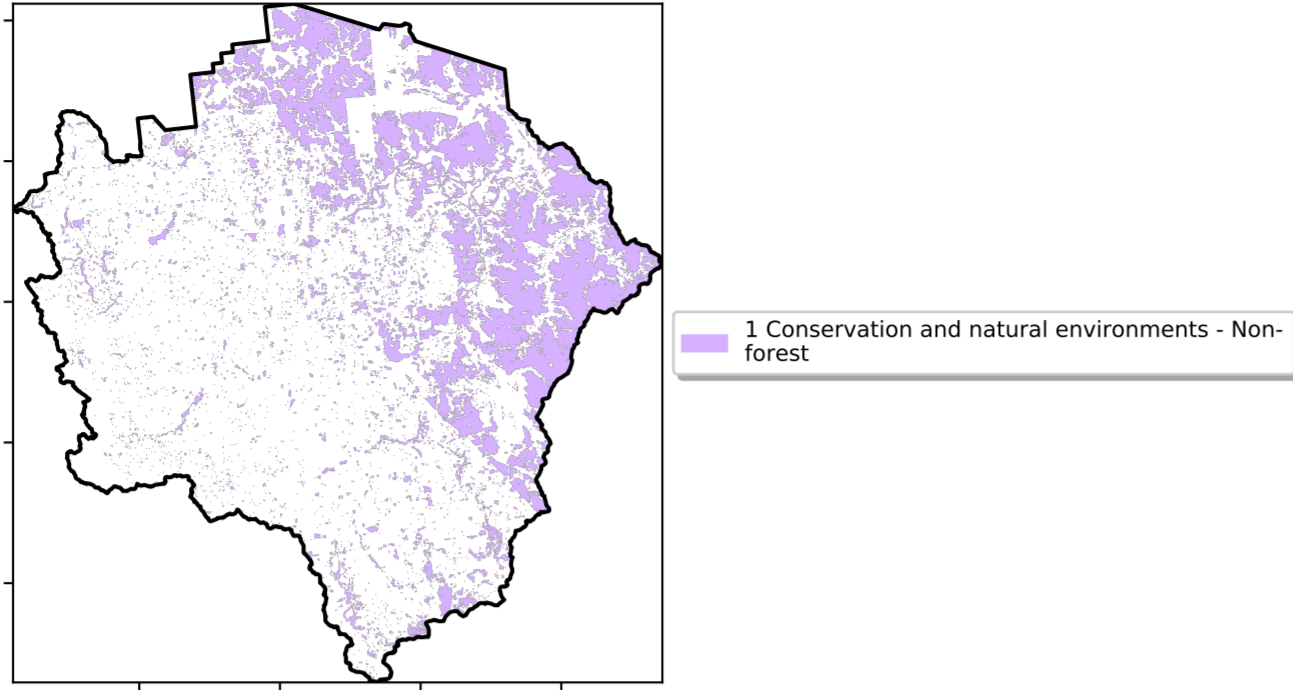 1 Conservation and natural environments - Non-
forest